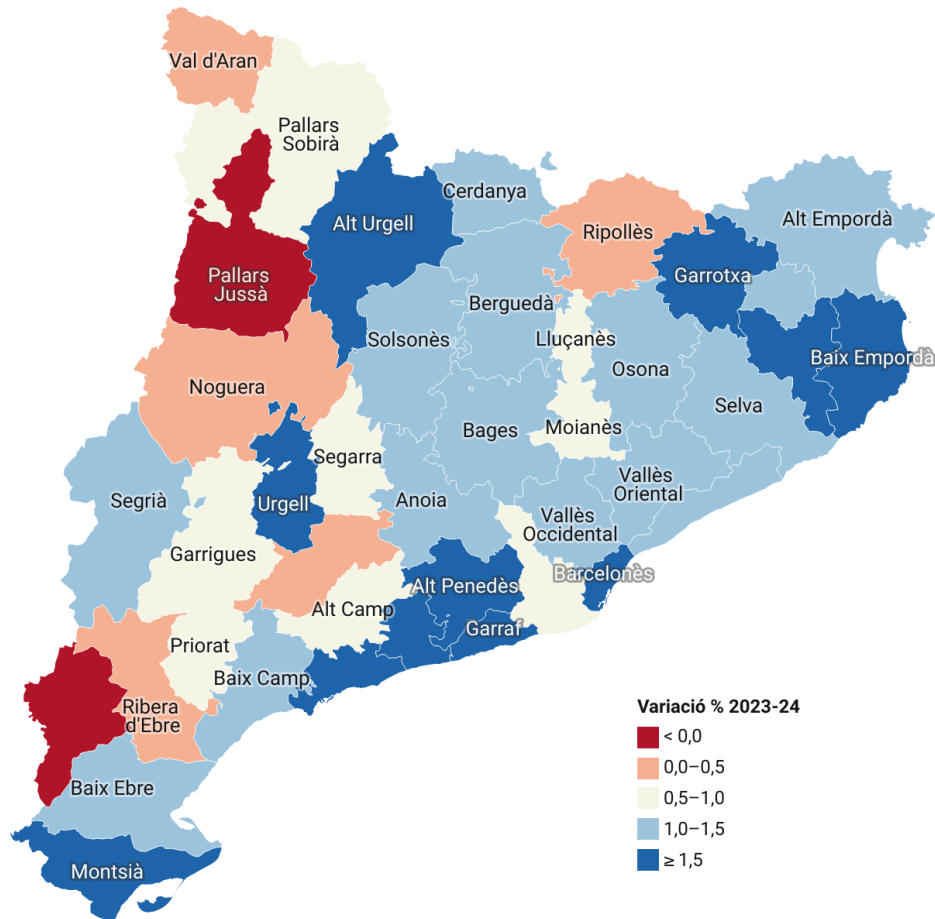 Val d'Aran
Pallars
Sobirà
Cerdanya
Alt Urgell
Ripollès
Alt Empordà
Garrotxa
Pallars
Jussà
Berguedà
Solsonès
Lluçanès
Baix Empordà
Osona
Noguera
Selva
Moianès
Bages
Segarra
Vallès
Oriental
Segrià
Urgell
Anoia
Vallès
Occidental
Garrigues
Barcelonès
Alt Penedès
Alt Camp
Garraf
Priorat
Baix Camp
Ribera
d'Ebre
Baix Ebre
Montsià
Variació % 2023-24
< 0,0
0,0–0,5
0,5–1,0
1,0–1,5
≥ 1,5